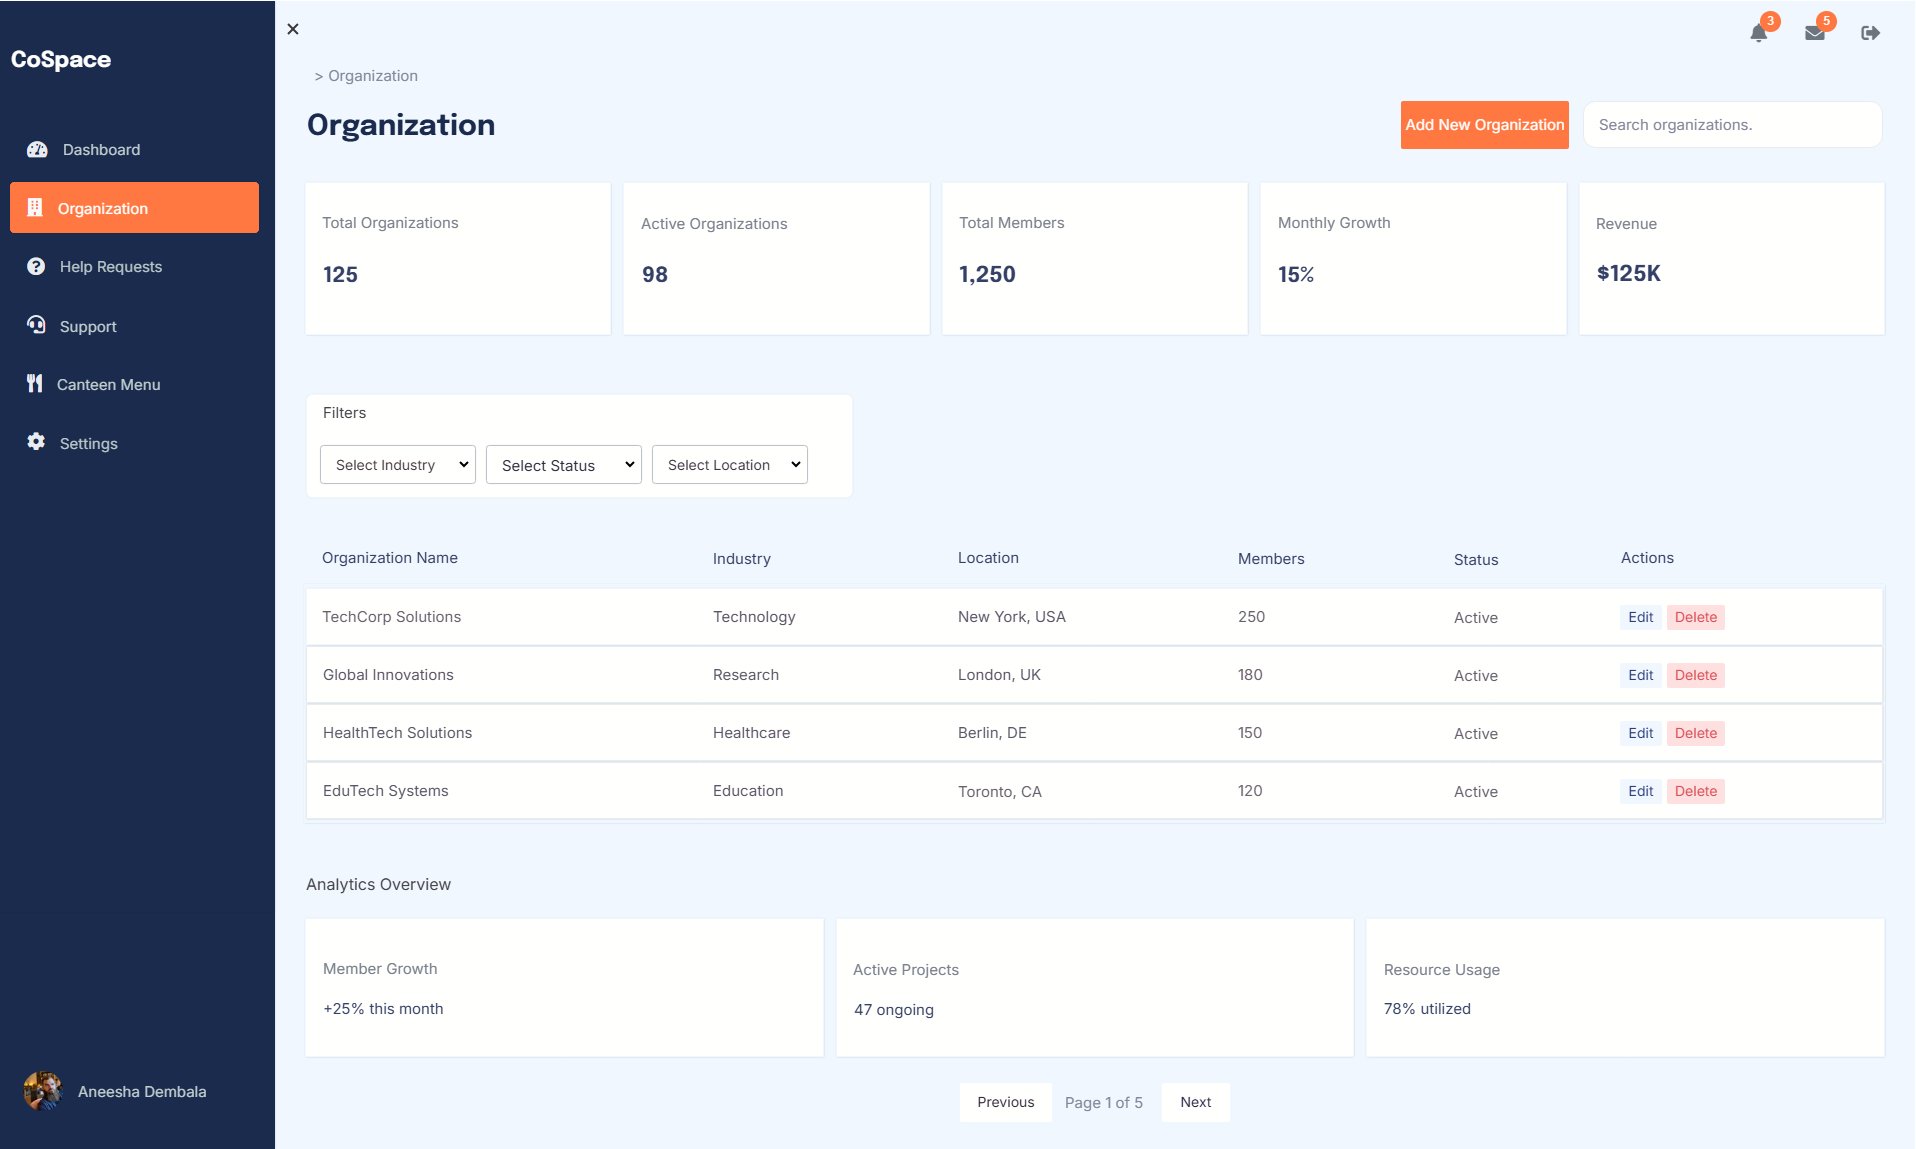 CoSpace
Dashboard
Organization
Help Requests
Support
Canteen Menu
Settings
Aneesha Dembala
×
3
5
> Organization
Organization
Add New Organization
Search organizations.
Total Organizations
125
Active Organizations
98
Total Members
1,250
Monthly Growth
15%
Revenue
$125K
Filters
Select Industry
Select Status
Select Location
Organization Name Industry Location Members Status Actions
TechCorp Solutions Technology New York, USA 250 Active Edit Delete
Global Innovations Research London, UK 180 Active Edit Delete
HealthTech Solutions Healthcare Berlin, DE 150 Active Edit Delete
EduTech Systems Education Toronto, CA 120 Active Edit Delete
Analytics Overview
Member Growth
+25% this month
Active Projects
47 ongoing
Resource Usage
78% utilized
Previous Page 1 of 5 Next